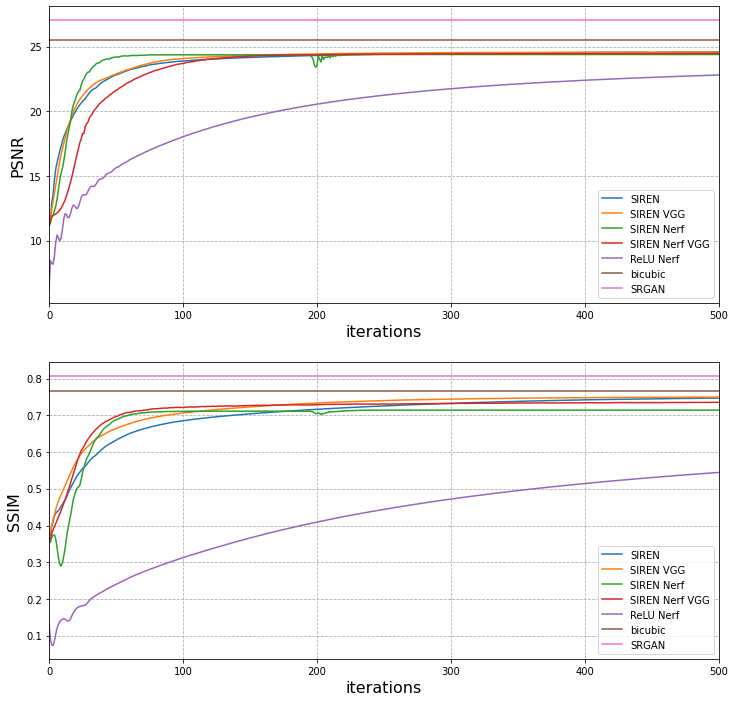 PSNR
25
20
15
10
0 100 200 300 400 500
iterations
SIREN
SIREN VGG
SIREN Nerf
SIREN Nerf VGG
ReLU Nerf
bicubic
SRGAN
SSIM
0.8
0.7
0.6
0.5
0.4
0.3
0.2
0.1
0 100 200 300 400 500
iterations
SIREN
SIREN VGG
SIREN Nerf
SIREN Nerf VGG
ReLU Nerf
bicubic
SRGAN